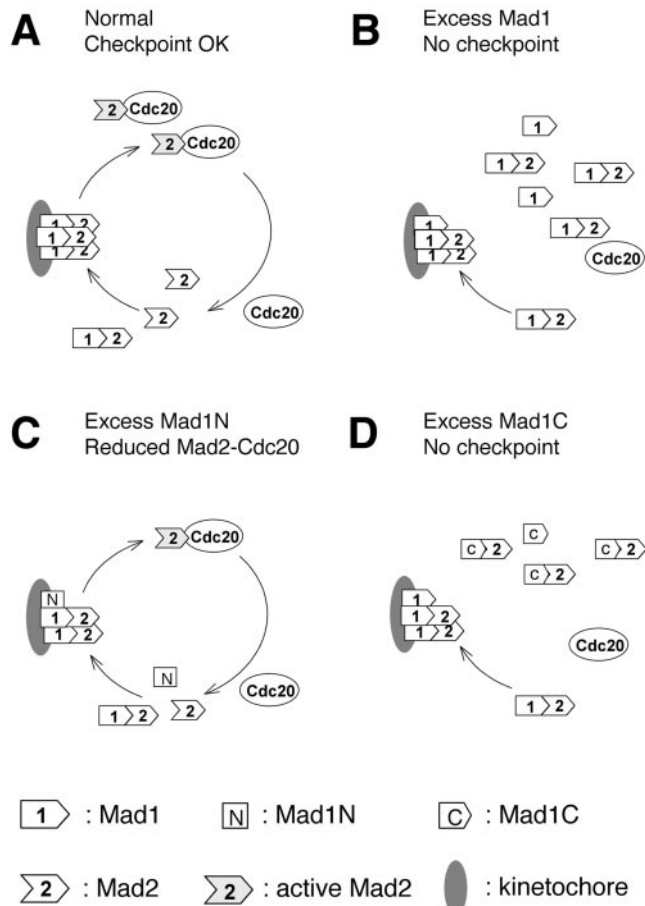 A
Normal
Checkpoint OK
2 Cdc20
2 Cdc20
1 2
1 2
1 2
2
2
1 2
Cdc20
B
Excess Mad1
No checkpoint
1
1 2
1 2
1
1 2
Cdc20
1
1 2
1 2
1 2
C
Excess Mad1N
Reduced Mad2-Cdc20
2 Cdc20
N
1 2
1 2
N
1 2
2
Cdc20
D
Excess Mad1C
No checkpoint
C
C 2
C 2
C 2
1
1 2
1 2
Cdc20
1 2
1 : Mad1
N : Mad1N
C : Mad1C
2 : Mad2
2 : active Mad2
: kinetochore